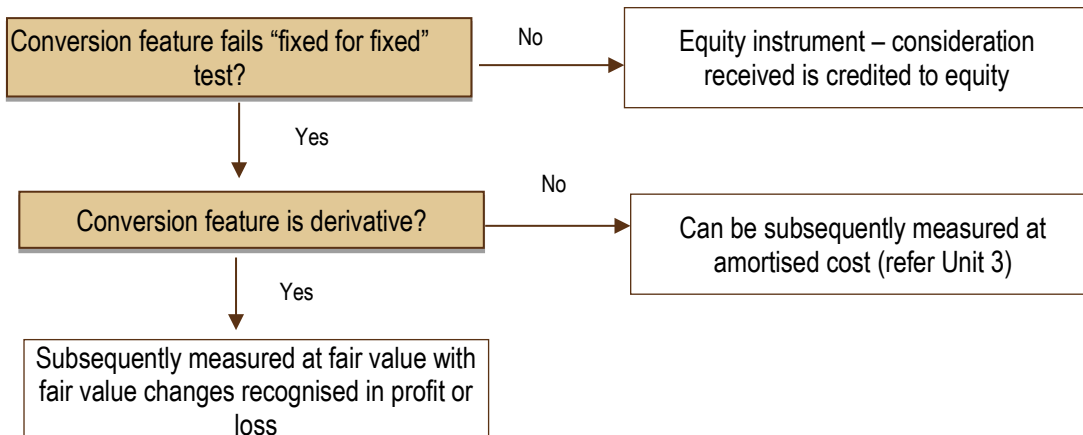 Conversion feature fails “fixed for fixed”
test?
No
Equity instrument – consideration
received is credited to equity
Yes
Conversion feature is derivative?
No
Can be subsequently measured at
amortised cost (refer Unit 3)
Yes
Subsequently measured at fair value with
fair value changes recognised in profit or
loss